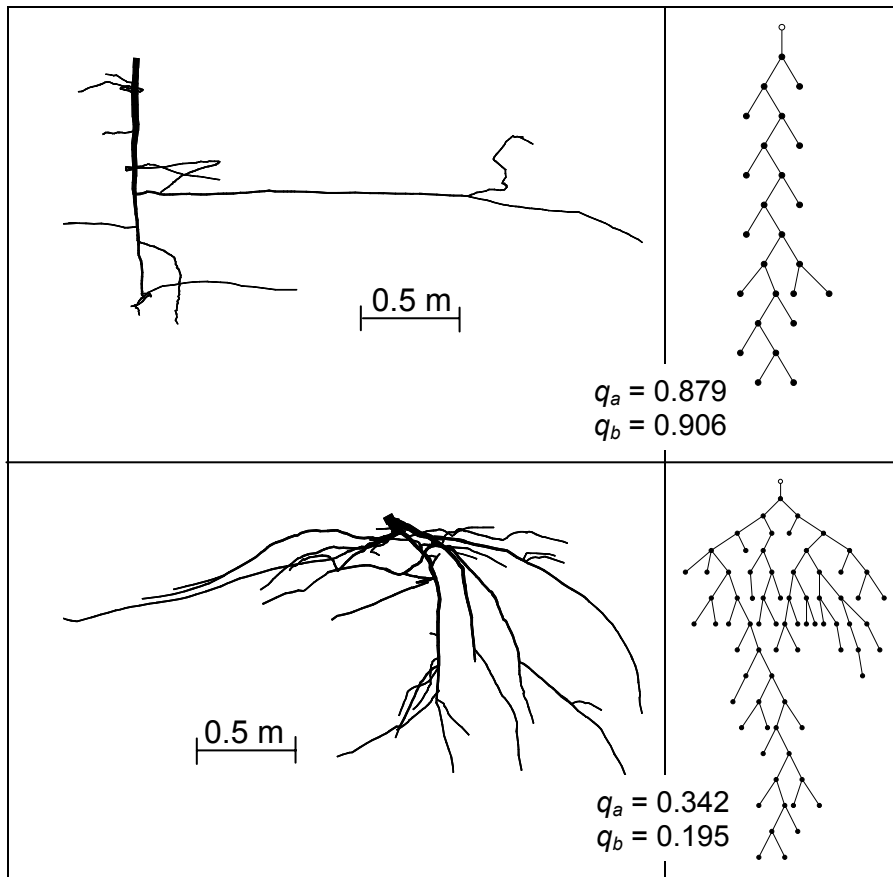 0.5 m
q_a = 0.879
q_b = 0.906
0.5 m
q_a = 0.342
q_b = 0.195